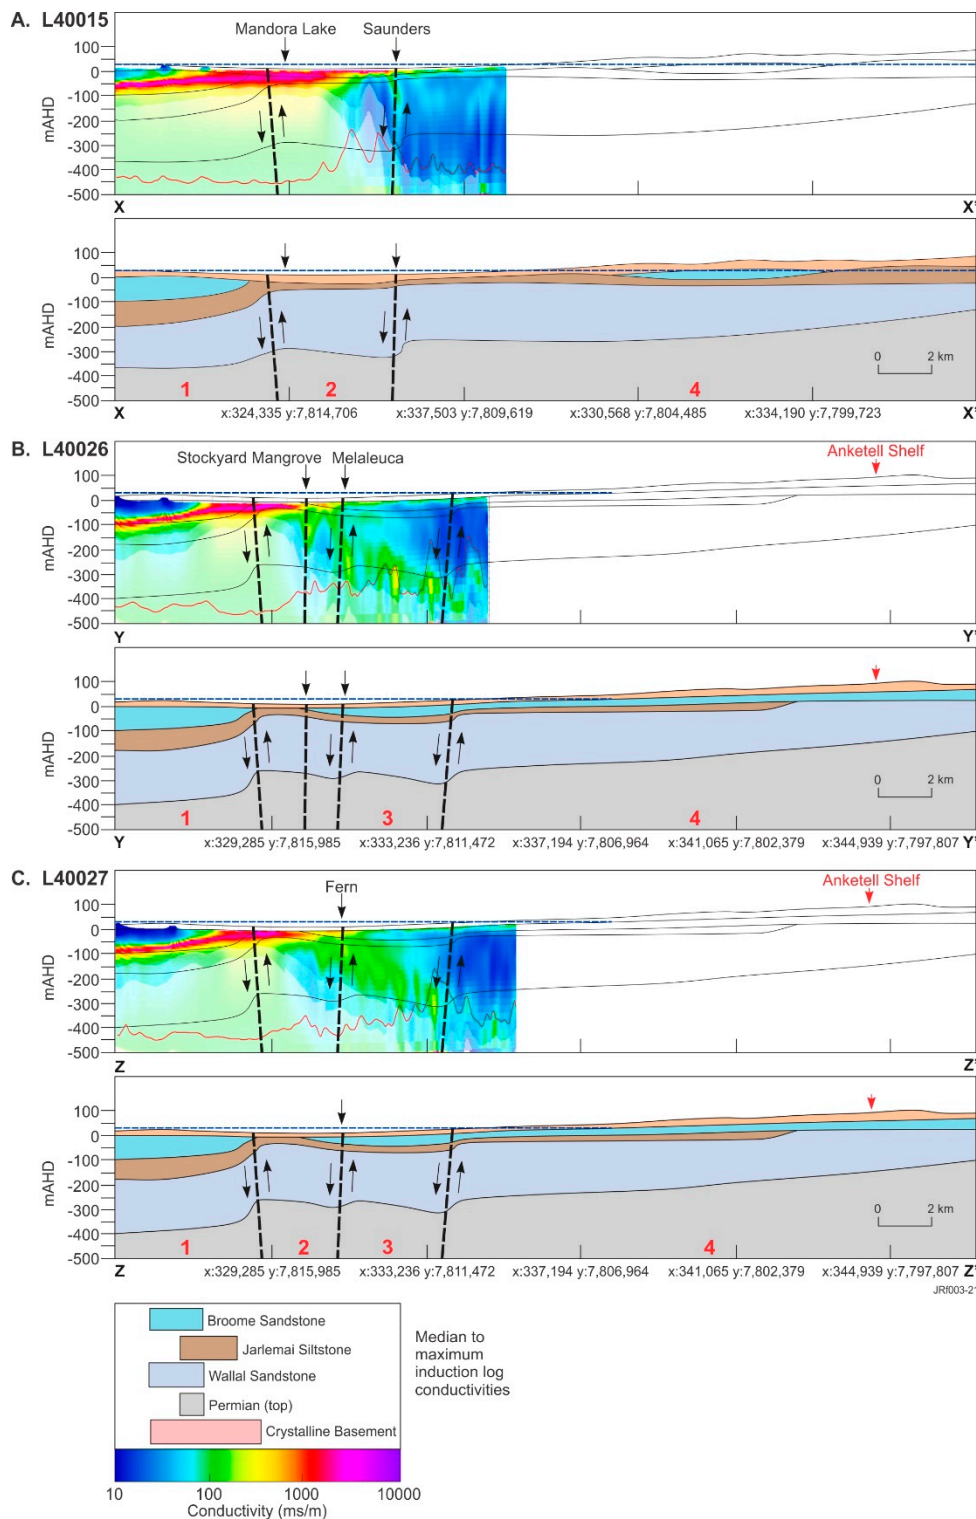 A. L40015
Mandora Lake Saunders
100
0
-100
-200
-300
-400
-500
mAHD
X X'
100
0
-100
-200
-300
-400
-500
mAHD
0 2 km
1 2 4
X X'
x:324,335 y:7,814,706 x:337,503 y:7,809,619 x:330,568 y:7,804,485 x:334,190 y:7,799,723
B. L40026
Stockyard Mangrove Melaleuca Anketell Shelf
100
0
-100
-200
-300
-400
-500
mAHD
Y Y'
100
0
-100
-200
-300
-400
-500
mAHD
0 2 km
1 3 4
Y Y'
x:329,285 y:7,815,985 x:333,236 y:7,811,472 x:337,194 y:7,806,964 x:341,065 y:7,802,379 x:344,939 y:7,797,807
C. L40027
Fern Anketell Shelf
100
0
-100
-200
-300
-400
-500
mAHD
Z Z'
100
0
-100
-200
-300
-400
-500
mAHD
0 2 km
1 2 3 4
Z Z'
x:329,285 y:7,815,985 x:333,236 y:7,811,472 x:337,194 y:7,806,964 x:341,065 y:7,802,379 x:344,939 y:7,797,807
Broome Sandstone
Jarlemai Siltstone
Wallal Sandstone
Permian (top)
Crystalline Basement
Median to
maximum
induction log
conductivities
10 100 1000 10000
Conductivity (ms/m)